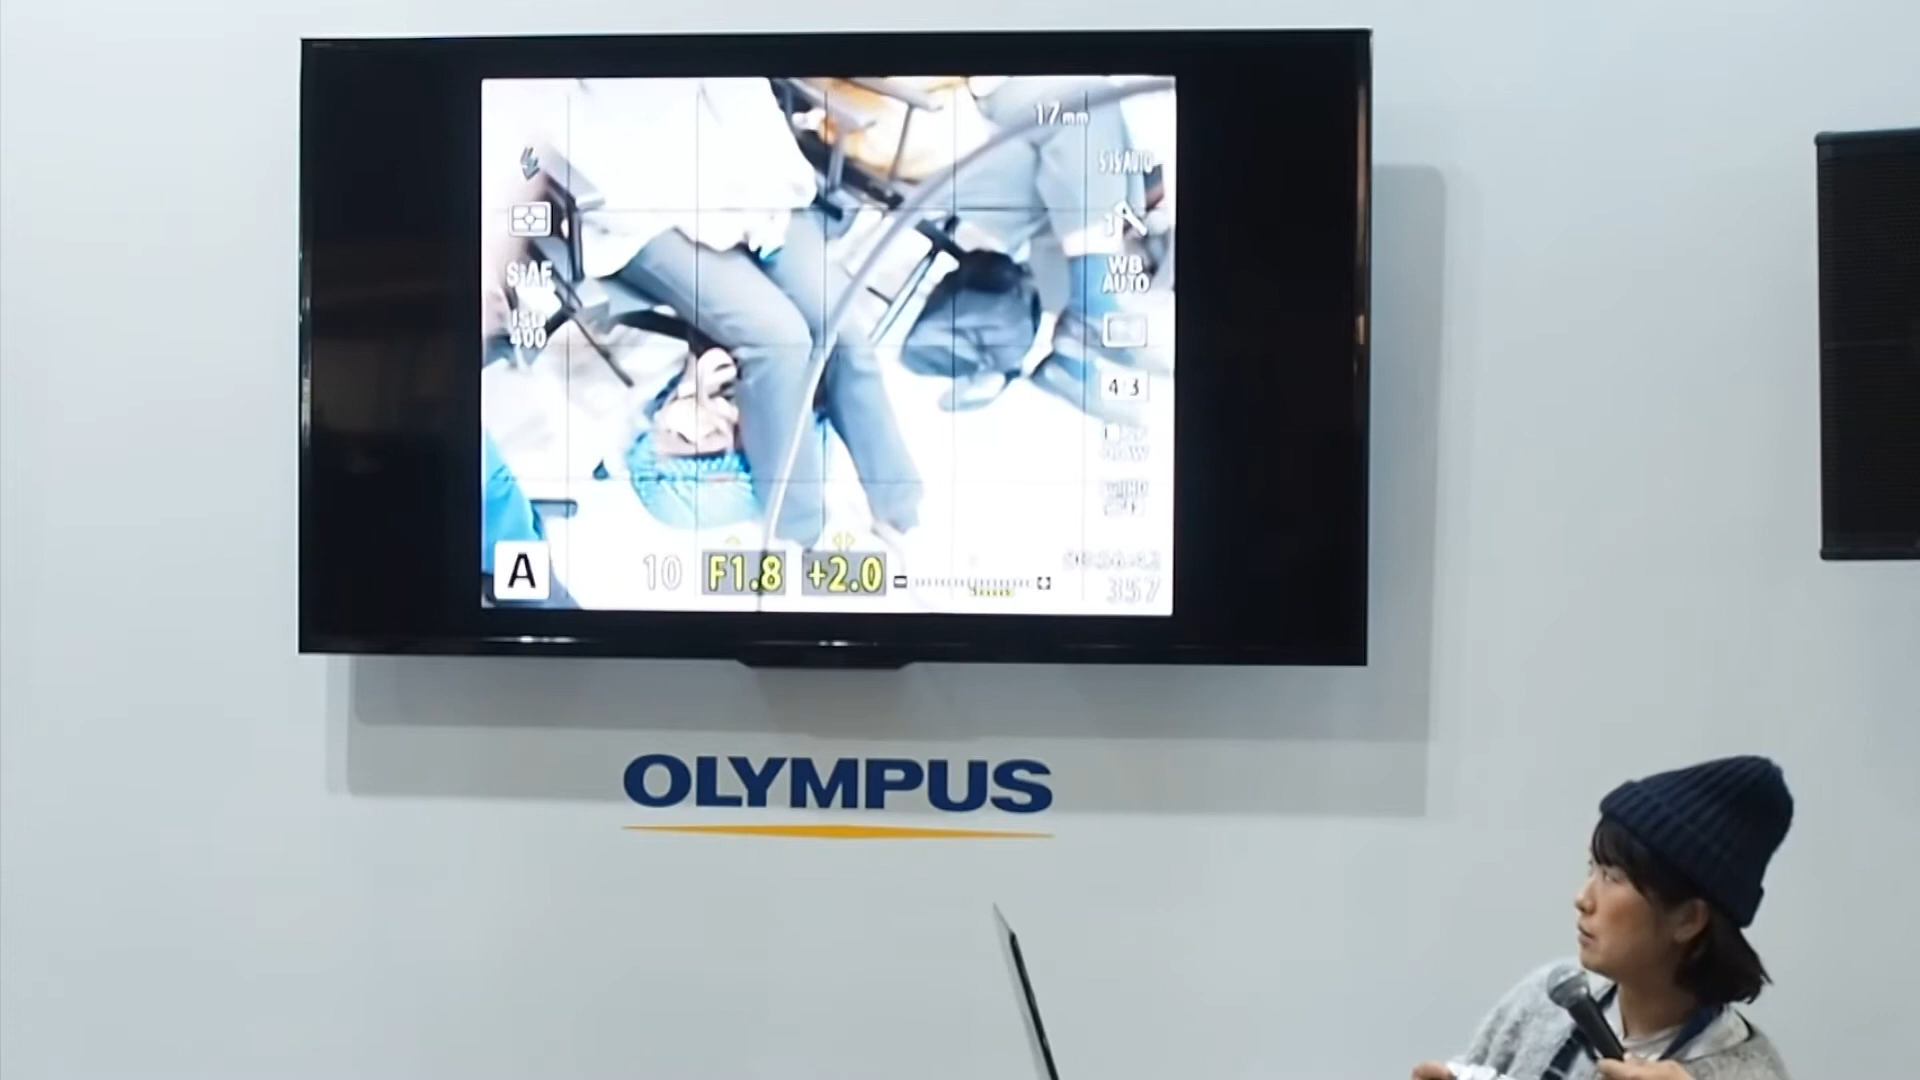 17mm
S-IS AUTO
S-AF
WB
AUTO
ISO
400
4:3
A
10 F1.8 +2.0
357
OLYMPUS